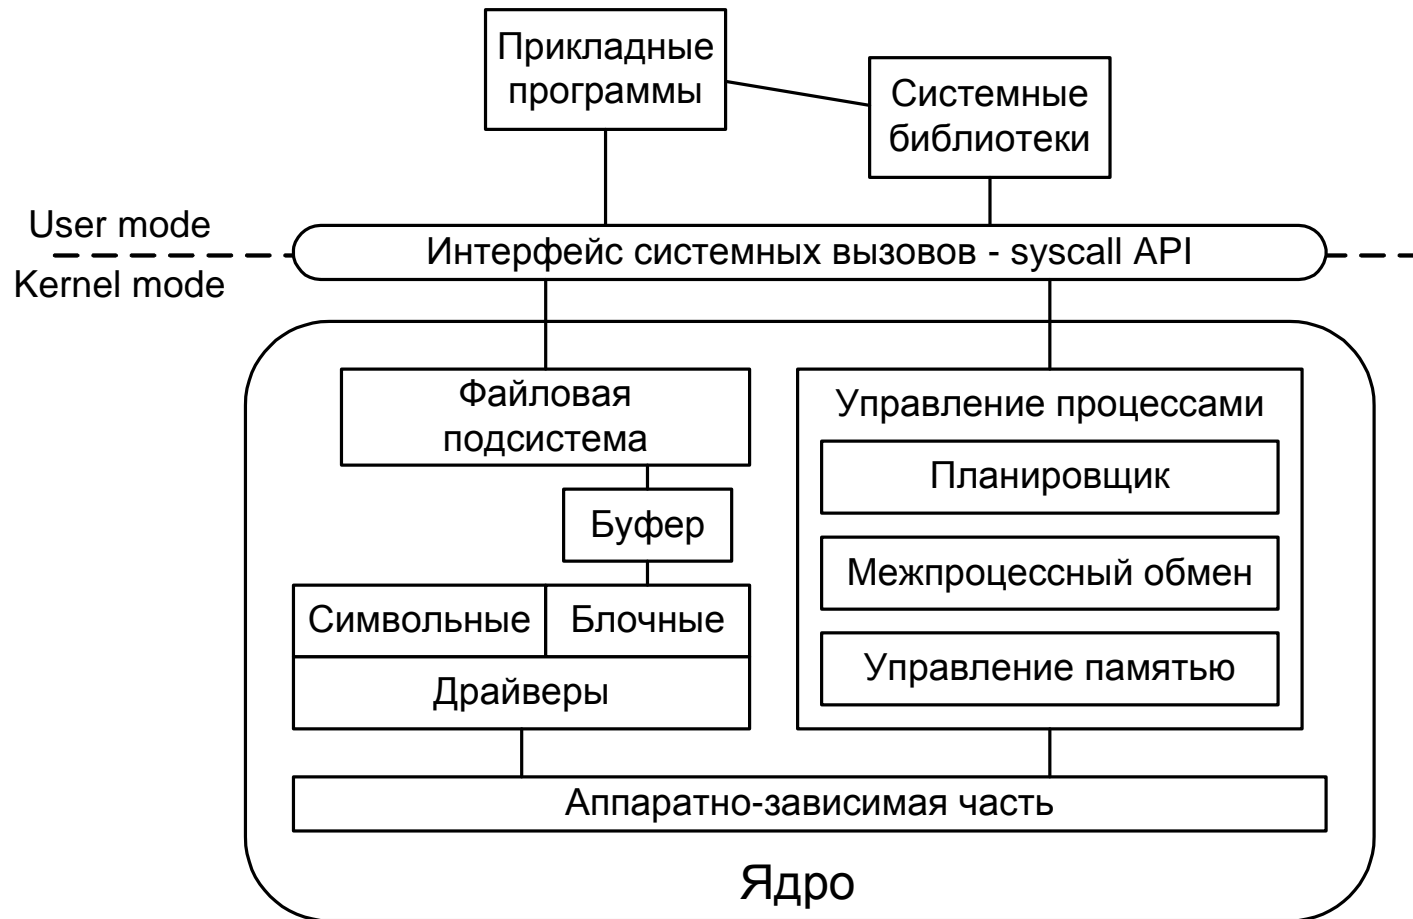 Прикладные
программы
Системные
библиотеки
User mode
Интерфейс системных вызовов - syscall API
Kernel mode
Файловая
подсистема
Буфер
Символьные
Блочные
Драйверы
Управление процессами
Планировщик
Межпроцессный обмен
Управление памятью
Аппаратно-зависимая часть
Ядро